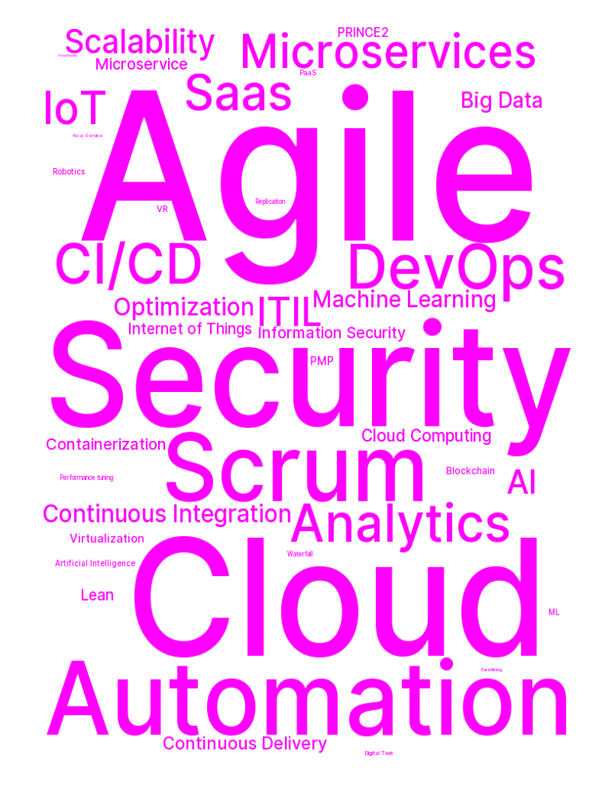 PRINCE2
Scalability
Microservices
Microservice
PaaS
Saas
IoT
Big Data
Agile
Robotics
Replication
VR
CI/CD
DevOps
Optimization
ITIL
Machine Learning
Internet of Things
Information Security
Security
PMP
Cloud Computing
Containerization
Scrum
Blockchain
Performance tuning
AI
Continuous Integration
Analytics
Virtualization
Waterfall
Cloud
Artificial Intelligence
Lean
ML
Automation
Continuous Delivery
Digital Twin